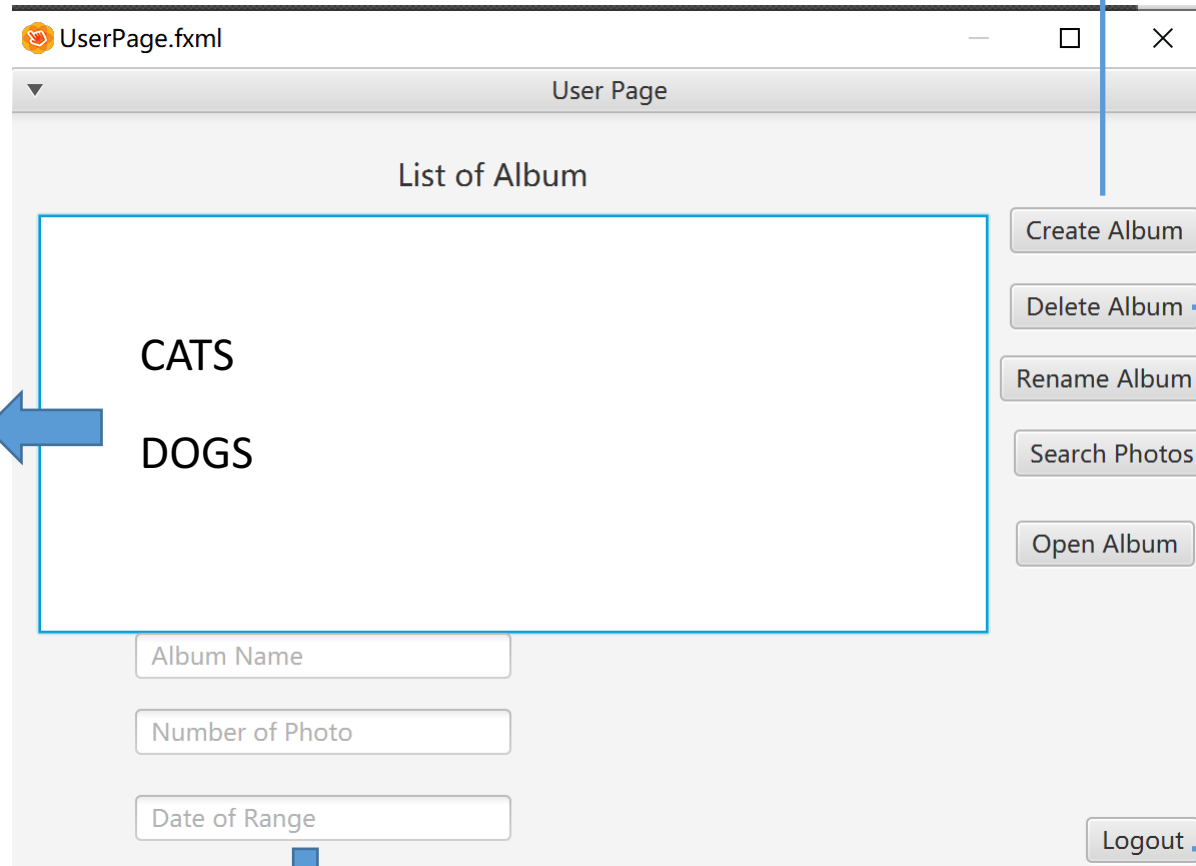 UserPage.fxml
User Page
List of Album
CATS
DOGS
Create Album
Delete Album
Rename Album
Search Photos
Open Album
Album Name
Number of Photo
Date of Range
Logout